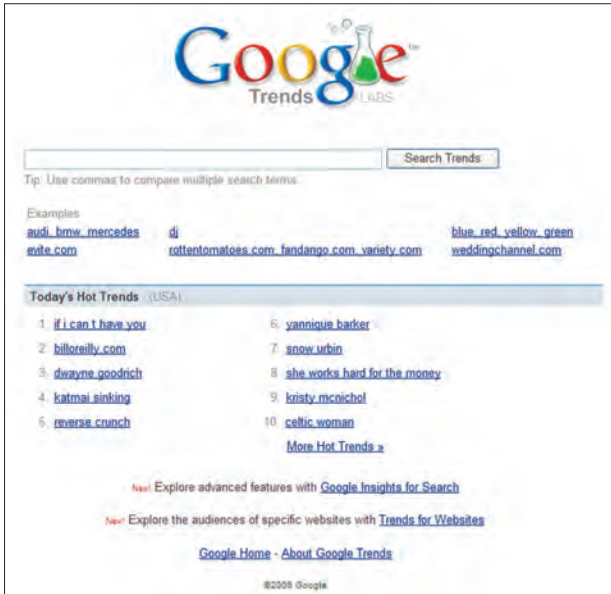 Google™
Trends LABS
Search Trends
Tip: Use commas to compare multiple search terms.
Examples
audi, bmw, mercedes dj blue, red, yellow, green
evite.com rottentomatoes.com, fandango.com, variety.com weddingchannel.com
Today's Hot Trends (USA)
1. if i can t have you 6. yannique barker
2. billoreilly.com 7. snow urbin
3. dwayne goodrich 8. she works hard for the money
4. katmai sinking 9. kristy mcnichol
5. reverse crunch 10. celtic woman
More Hot Trends »
New! Explore advanced features with Google Insights for Search
New! Explore the audiences of specific websites with Trends for Websites
Google Home - About Google Trends
©2008 Google